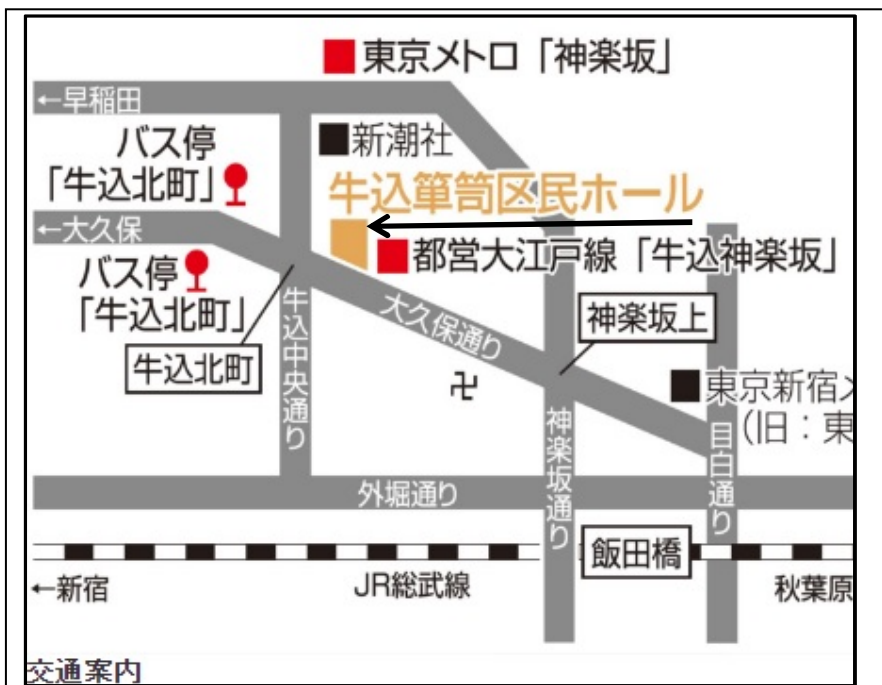 ■東京メトロ「神楽坂」
←早稲田
バス停
「牛込北町」
■新潮社
牛込箪笥区民ホール
←大久保
■都営大江戸線「牛込神楽坂」
バス停
「牛込北町」
牛込北町
牛込中央通り
大久保通り
神楽坂上
卍
■東京新宿メ
(旧：東
神楽坂通り
目白通り
外堀通り
飯田橋
←新宿
JR総武線
秋葉原
交通案内